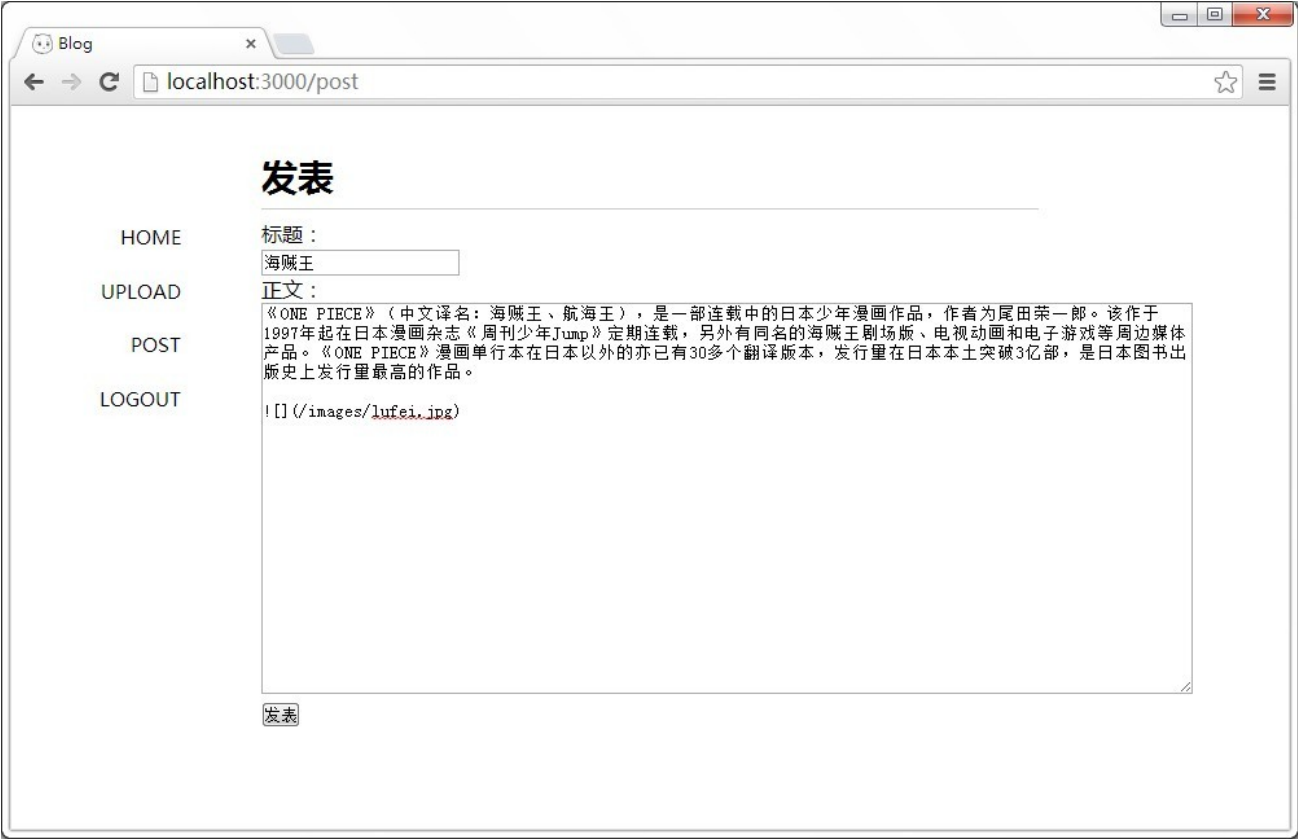 Blog
localhost:3000/post
发表
HOME
UPLOAD
POST
LOGOUT
标题：
海贼王
正文：
《ONE PIECE》（中文译名：海贼王、航海王），是一部连载中的日本少年漫画作品，作者为尾田荣一郎。该作于
1997年起在日本漫画杂志《周刊少年Jump》定期连载，另外有同名的海贼王剧场版、电视动画和电子游戏等周边媒体
产品。《ONE PIECE》漫画单行本在日本以外的亦已有30多个翻译版本，发行量在日本本土突破3亿部，是日本图书出
版史上发行量最高的作品。
![](/images/lufei.jpg)
发表